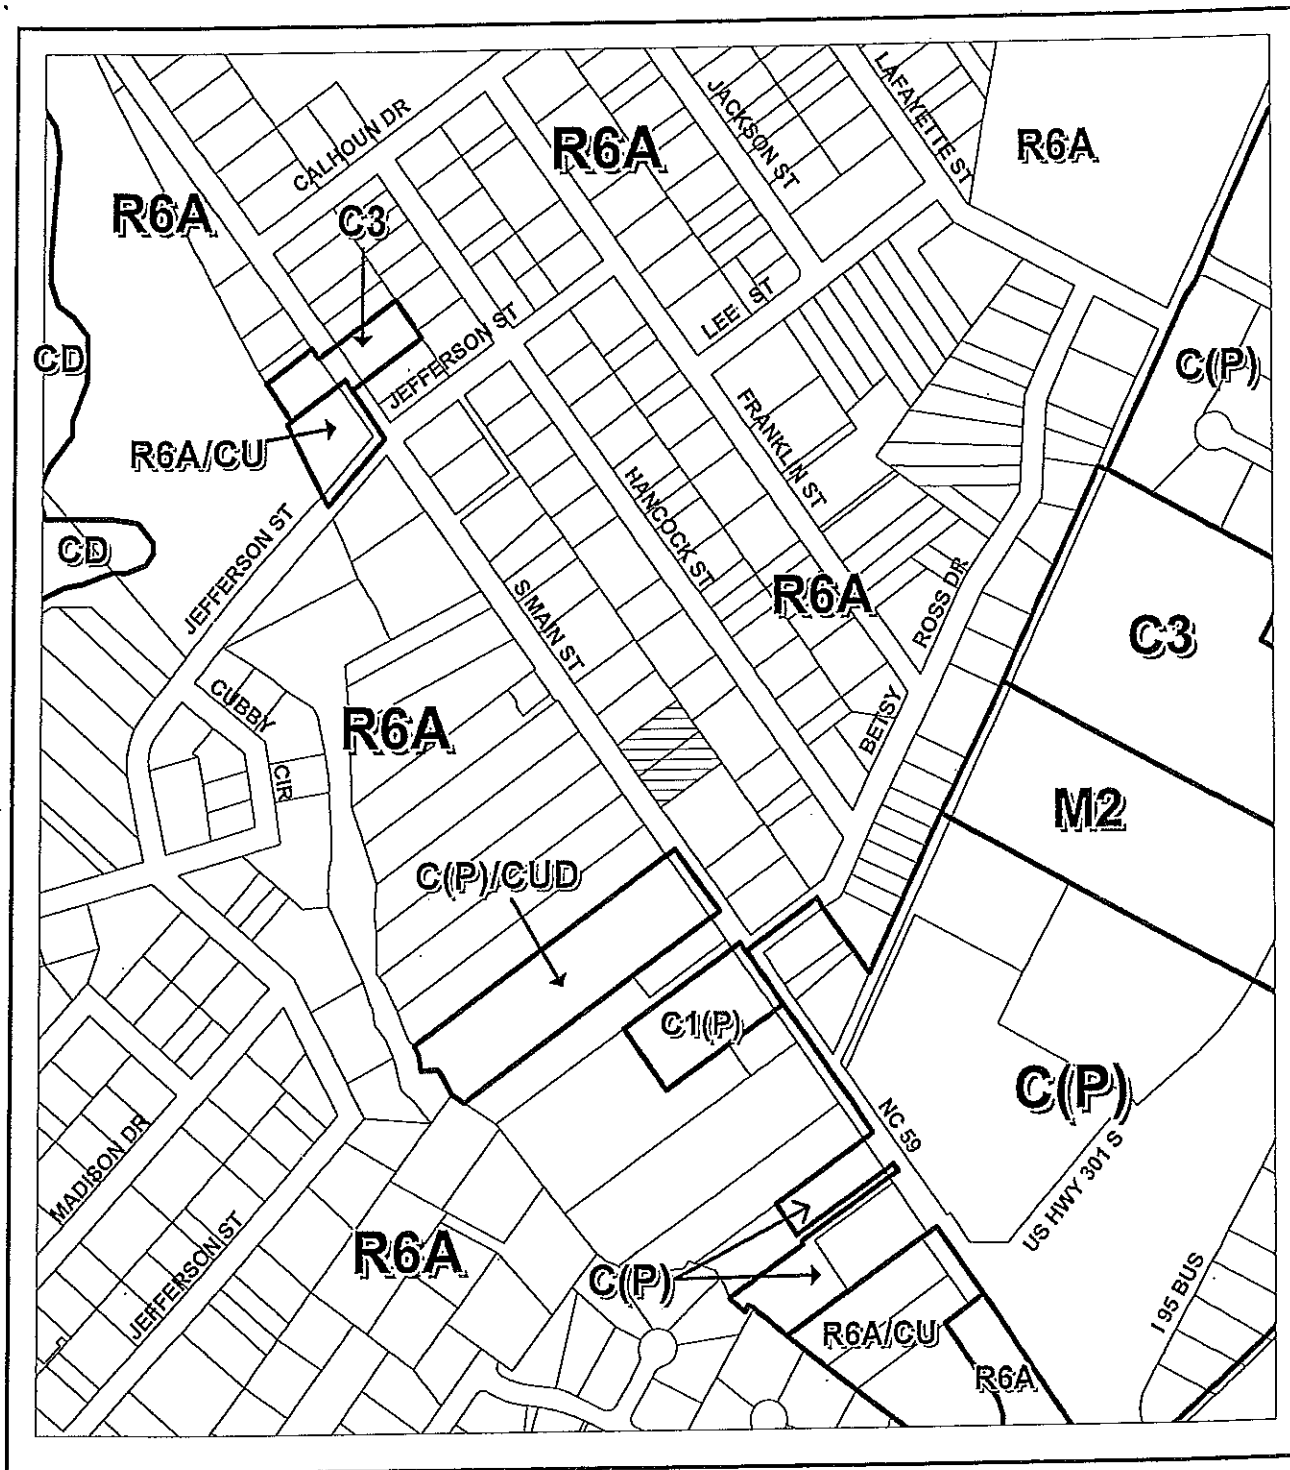 LAFAYETTE ST
JACKSON ST
CALHOUN DR
R6A
R6A
R6A
C3
LEE ST
JEFFERSON ST
CD
C(P)
R6A/CU
FRANKLIN ST
HANCOCK ST
CD
JEFFERSON ST
S MAIN ST
R6A
BETSY ROSS DR
C3
CUBBY CIR
R6A
M2
C(P)/CUD
C1(P)
C(P)
NC 59
MADISON DR
US HWY 301 S
JEFFERSON ST
R6A
C(P)
I 95 BUS
R6A/CU
R6A